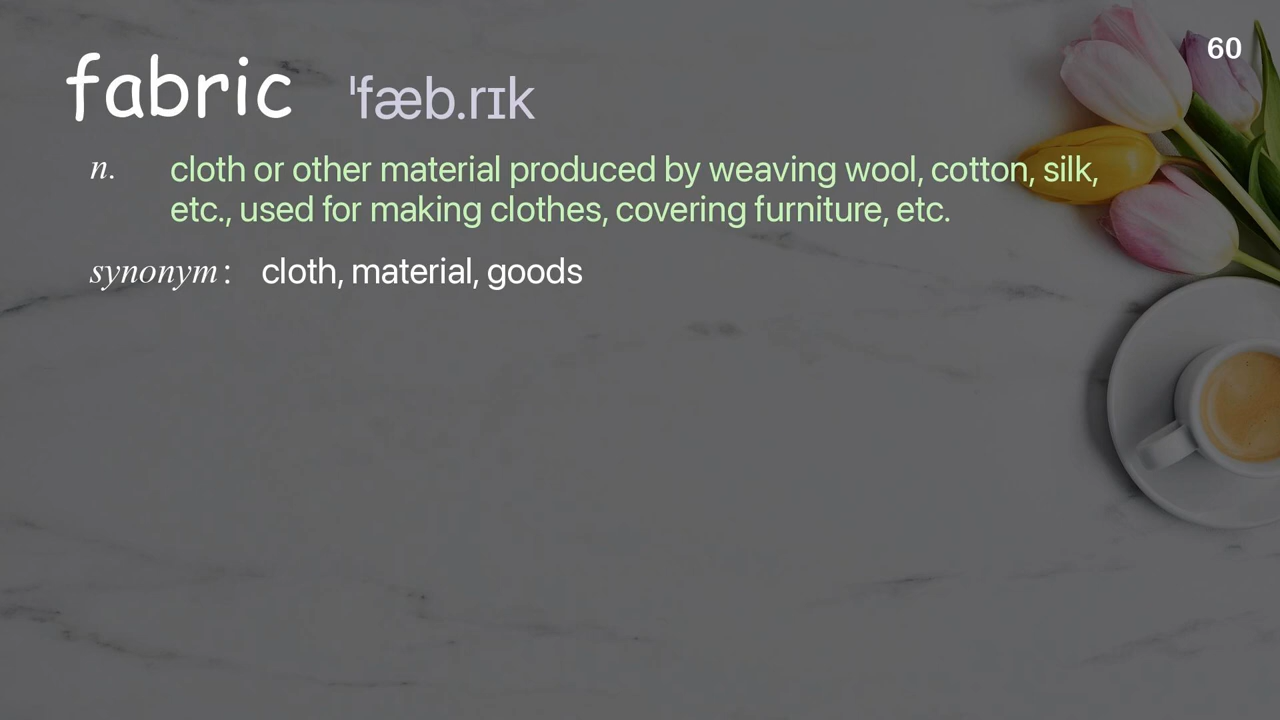 60
fabric ˈfæb.rɪk
n. cloth or other material produced by weaving wool, cotton, silk,
etc., used for making clothes, covering furniture, etc.
synonym: cloth, material, goods